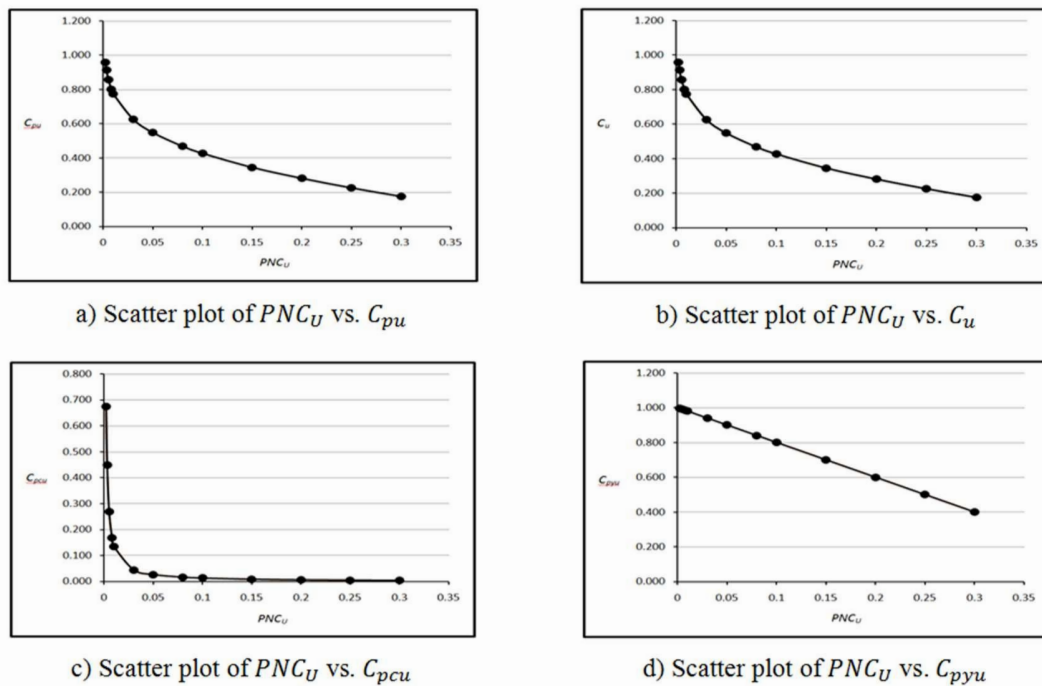 1.200
1.000
0.800
0.600
0.400
0.200
0.000
C_pu
0 0.05 0.1 0.15 0.2 0.25 0.3 0.35
PNC_U
a) Scatter plot of PNC_U vs. C_pu
1.200
1.000
0.800
0.600
0.400
0.200
0.000
C_u
0 0.05 0.1 0.15 0.2 0.25 0.3 0.35
PNC_U
b) Scatter plot of PNC_U vs. C_u
0.800
0.700
0.600
0.500
0.400
0.300
0.200
0.100
0.000
C_pcu
0 0.05 0.1 0.15 0.2 0.25 0.3 0.35
PNC_U
c) Scatter plot of PNC_U vs. C_pcu
1.200
1.000
0.800
0.600
0.400
0.200
0.000
C_pyu
0 0.05 0.1 0.15 0.2 0.25 0.3 0.35
PNC_U
d) Scatter plot of PNC_U vs. C_pyu